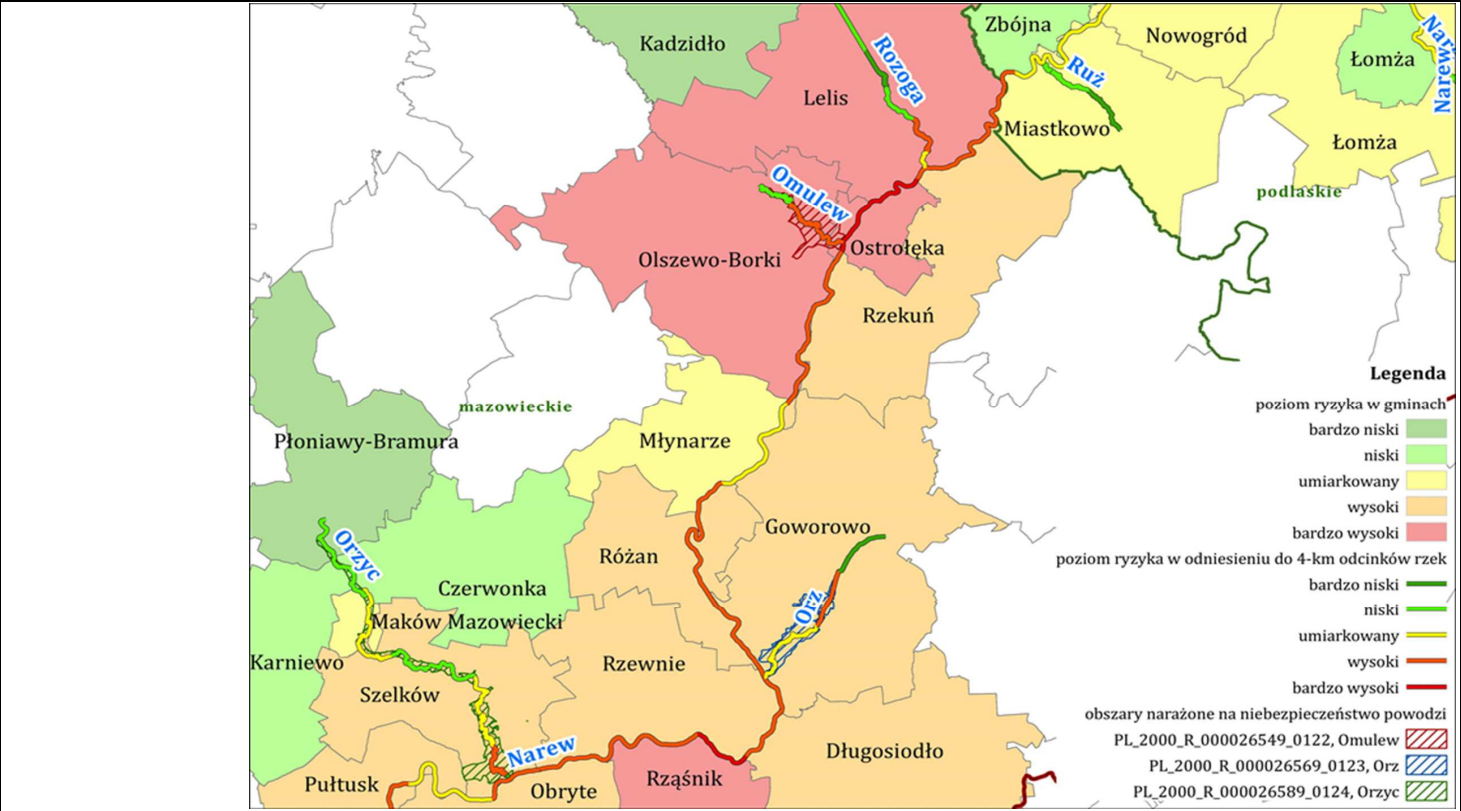 Kadzidło
Zbójna
Nowogród
Łomża
Narew
Narew
Rozoga
Ruż
Lelis
Miastkowo
Łomża
podlaskie
Omulew
Olszewo-Borki
Ostrołęka
Rzekuń
mazowieckie
Płoniawy-Bramura
Młynarze
Goworowo
Różan
Orzyc
Czerwonka
Orz
Maków Mazowiecki
Karniewo
Rzewnie
Szelków
Narew
Długosiodło
Pułtusk
Obryte
Rząśnik
Legenda
poziom ryzyka w gminach
bardzo niski
niski
umiarkowany
wysoki
bardzo wysoki
poziom ryzyka w odniesieniu do 4-km odcinków rzek
bardzo niski
niski
umiarkowany
wysoki
bardzo wysoki
obszary narażone na niebezpieczeństwo powodzi
PL_2000_R_000026549_0122, Omulew
PL_2000_R_000026569_0123, Orz
PL_2000_R_000026589_0124, Orzyc